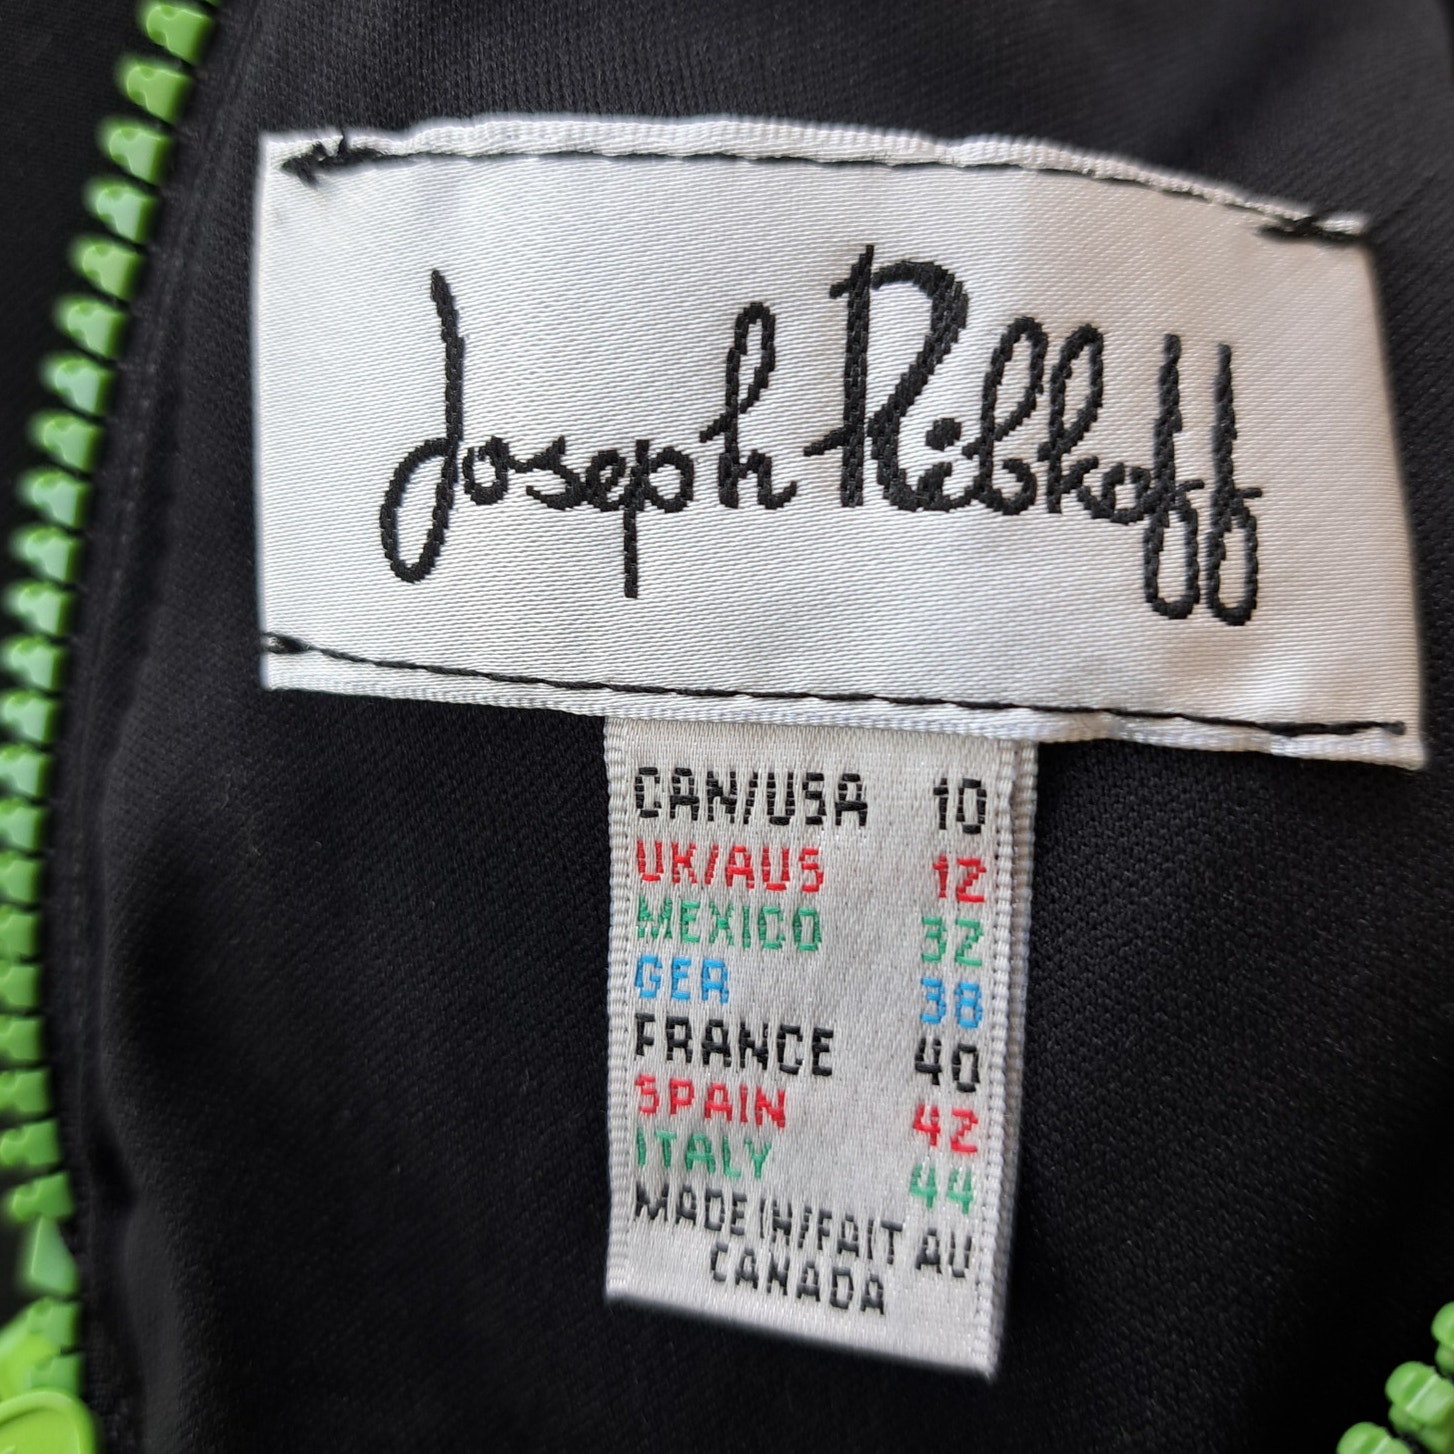 Joseph Ribkoff
CAN/USA 10
UK/AUS 12
MEXICO 32
GER 38
FRANCE 40
SPAIN 42
ITALY 44
MADE IN/FAIT AU
CANADA